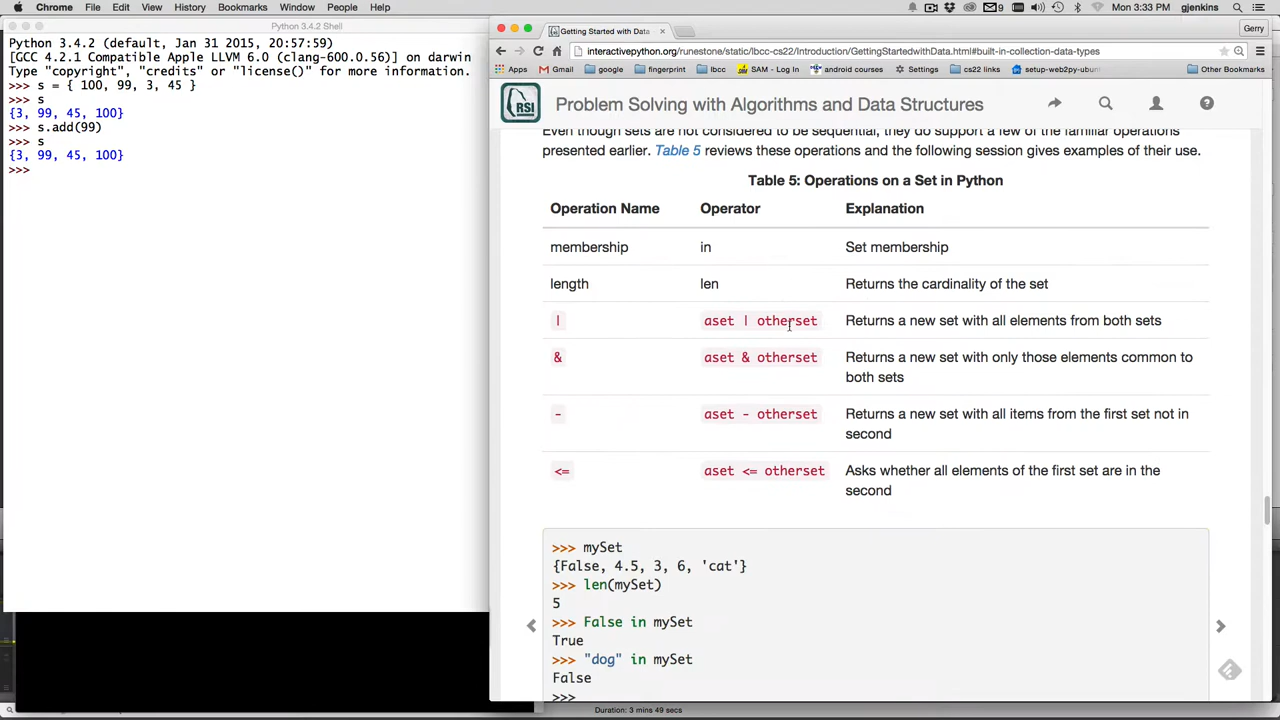 Chrome File Edit View History Bookmarks Window People Help
9 Mon 3:33 PM gjenkins
Python 3.4.2 Shell
Python 3.4.2 (default, Jan 31 2015, 20:57:59)
[GCC 4.2.1 Compatible Apple LLVM 6.0 (clang-600.0.56)] on darwin
Type "copyright", "credits" or "license()" for more information.
>>> s = { 100, 99, 3, 45 }
>>> s
{3, 99, 45, 100}
>>> s.add(99)
>>> s
{3, 99, 45, 100}
>>>
Getting Started with Data
Gerry
interactivepython.org/runestone/static/lbcc-cs22/Introduction/GettingStartedwithData.html#built-in-collection-data-types
Apps Gmail google fingerprint lbcc SAM - Log In android courses Settings cs22 links setup-web2py-ubun Other Bookmarks
RSI
Problem Solving with Algorithms and Data Structures
Even though sets are not considered to be sequential, they do support a few of the familiar operations
presented earlier. Table 5 reviews these operations and the following session gives examples of their use.
Table 5: Operations on a Set in Python
Operation Name Operator Explanation
membership in Set membership
length len Returns the cardinality of the set
| aset | otherset Returns a new set with all elements from both sets
& aset & otherset Returns a new set with only those elements common to
both sets
- aset - otherset Returns a new set with all items from the first set not in
second
<= aset <= otherset Asks whether all elements of the first set are in the
second
>>> mySet
{False, 4.5, 3, 6, 'cat'}
>>> len(mySet)
5
>>> False in mySet
True
>>> "dog" in mySet
False
>>>
Duration: 3 mins 49 secs